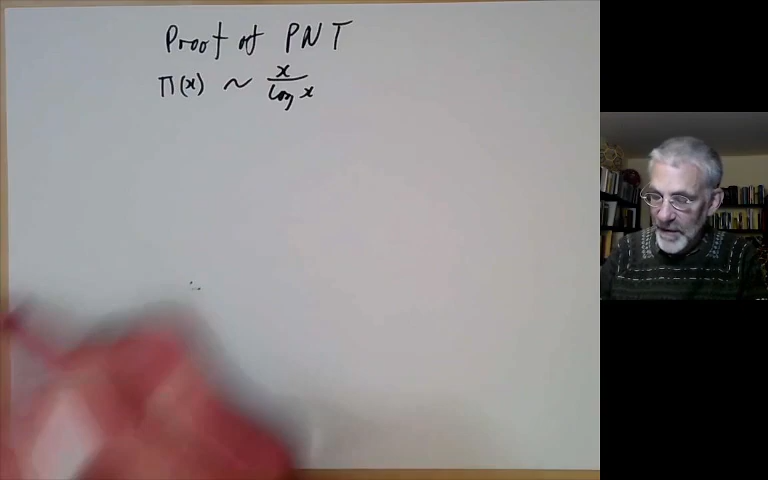 Proof of PNT
Π(x) ~ x / log x